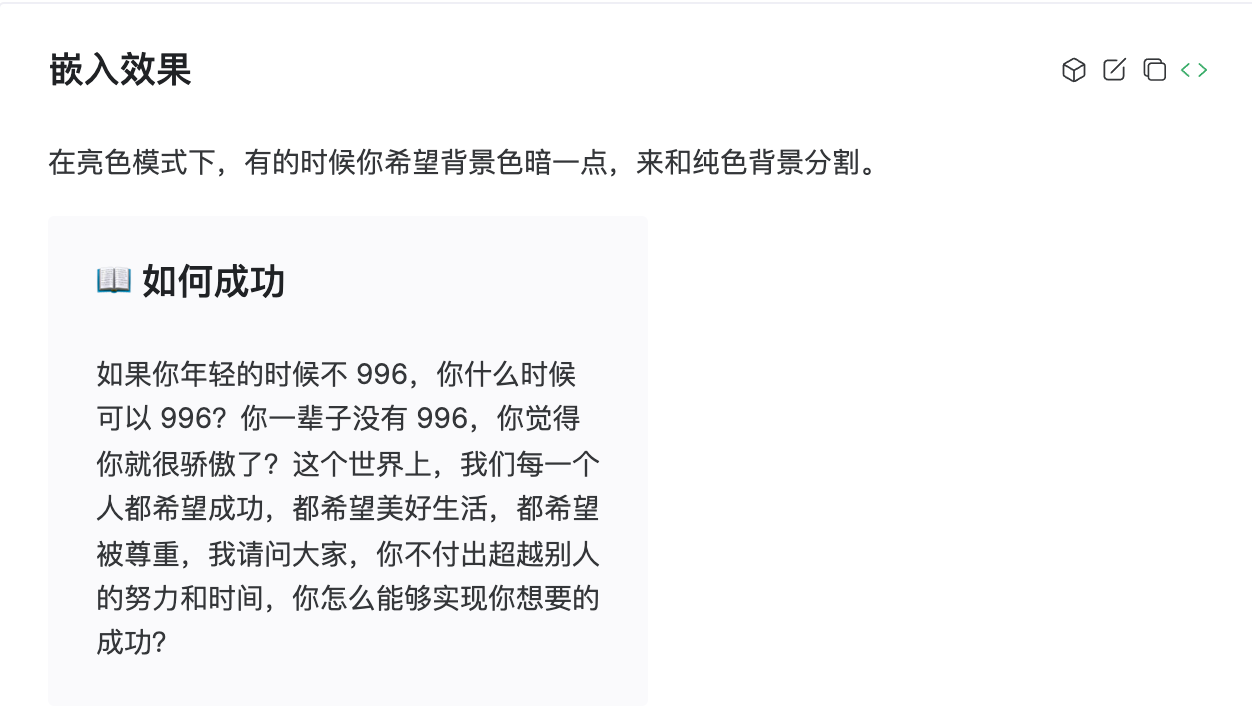 嵌入效果
在亮色模式下，有的时候你希望背景色暗一点，来和纯色背景分割。
📖 如何成功
如果你年轻的时候不 996，你什么时候
可以 996？你一辈子没有 996，你觉得
你就很骄傲了？这个世界上，我们每一个
人都希望成功，都希望美好生活，都希望
被尊重，我请问大家，你不付出超越别人
的努力和时间，你怎么能够实现你想要的
成功？